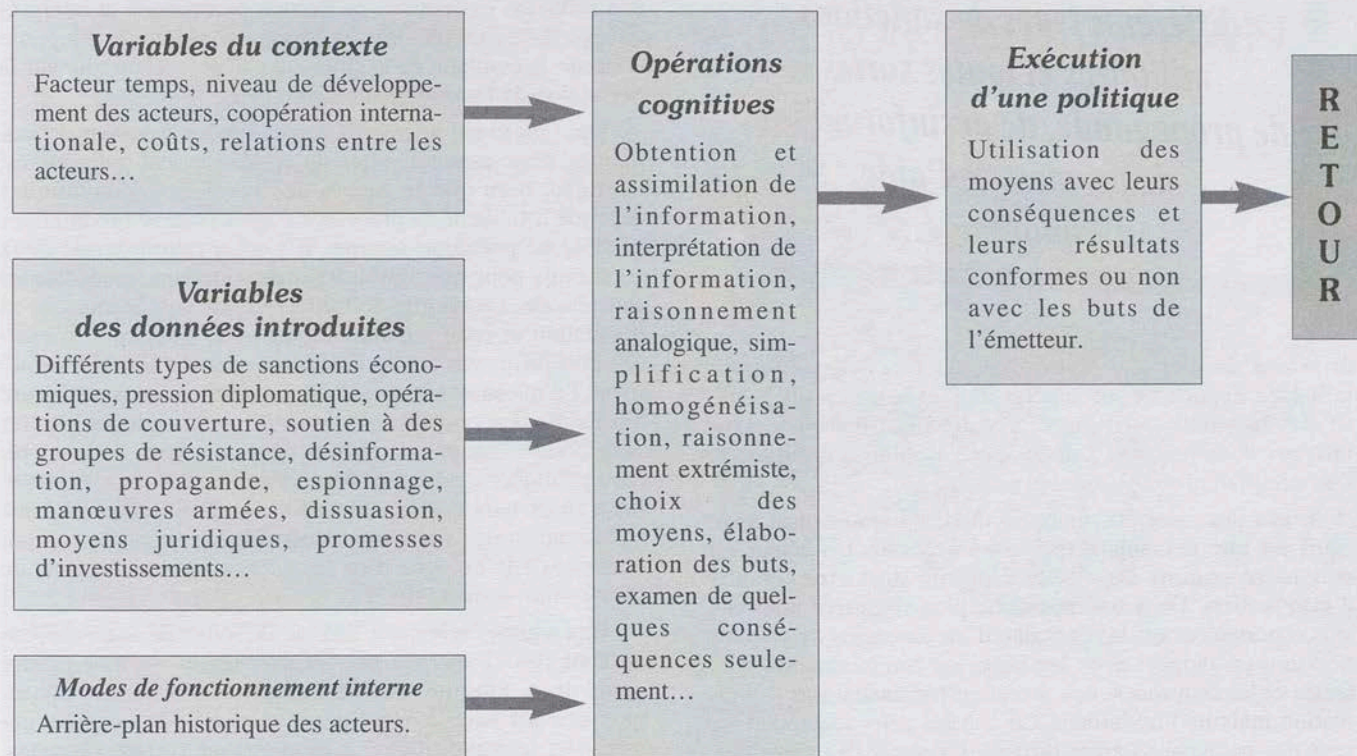 Variables du contexte
Facteur temps, niveau de développe-
ment des acteurs, coopération interna-
tionale, coûts, relations entre les
acteurs…
Variables
des données introduites
Différents types de sanctions écono-
miques, pression diplomatique, opéra-
tions de couverture, soutien à des
groupes de résistance, désinforma-
tion, propagande, espionnage,
manœuvres armées, dissuasion,
moyens juridiques, promesses
d'investissements…
Modes de fonctionnement interne
Arrière-plan historique des acteurs.
Opérations
cognitives
Obtention et
assimilation de
l'information,
interprétation de
l'information,
raisonnement
analogique, sim-
plification,
homogénéisa-
tion, raisonne-
ment extrémiste,
choix des
moyens, élabo-
ration des buts,
examen de quel-
ques consé-
quences seule-
ment…
Exécution
d'une politique
Utilisation des
moyens avec leurs
conséquences et
leurs résultats
conformes ou non
avec les buts de
l'émetteur.
R
E
T
O
U
R